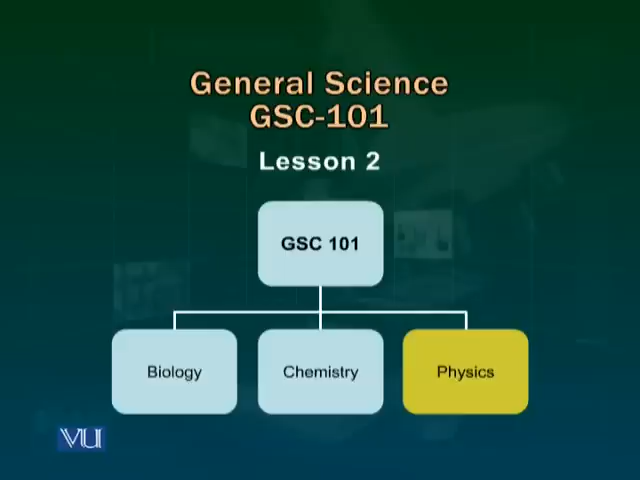 General Science
GSC-101
Lesson 2
GSC 101
Biology
Chemistry
Physics
VU